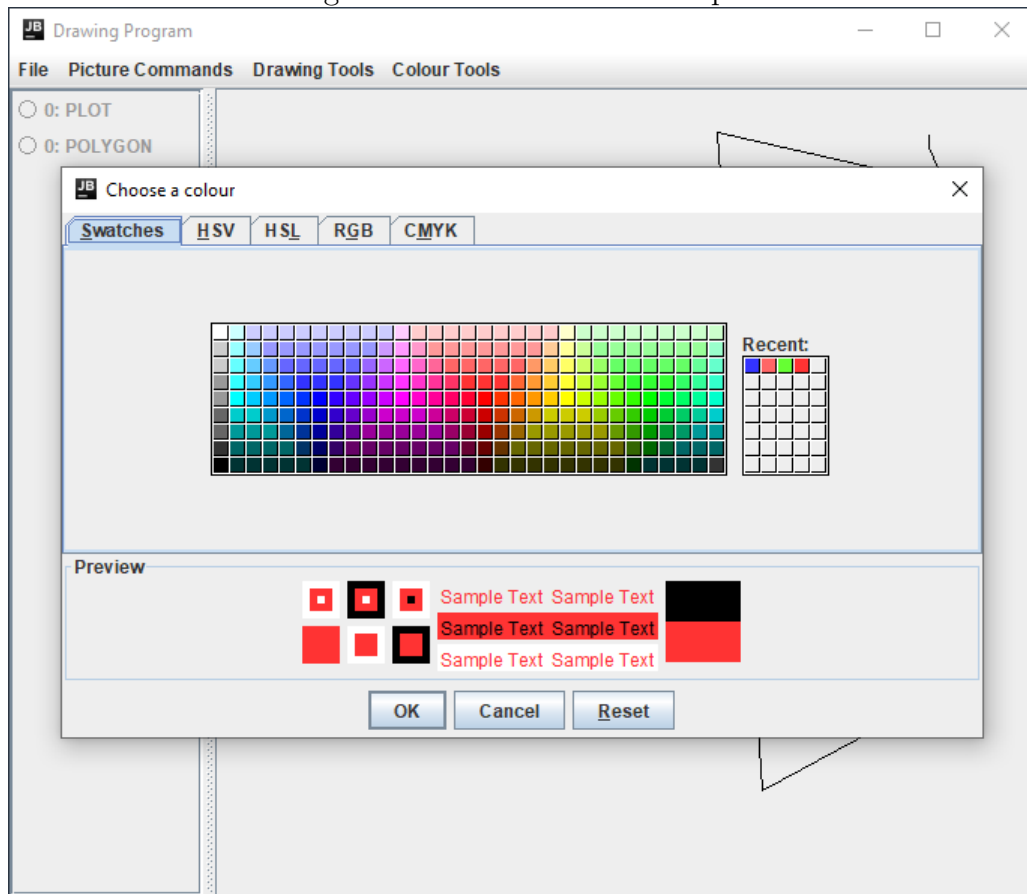 JB Drawing Program
File Picture Commands Drawing Tools Colour Tools
0: PLOT
0: POLYGON
JB Choose a colour
Swatches HSV HSL RGB CMYK
Recent:
Preview
Sample Text Sample Text
Sample Text Sample Text
Sample Text Sample Text
OK Cancel Reset